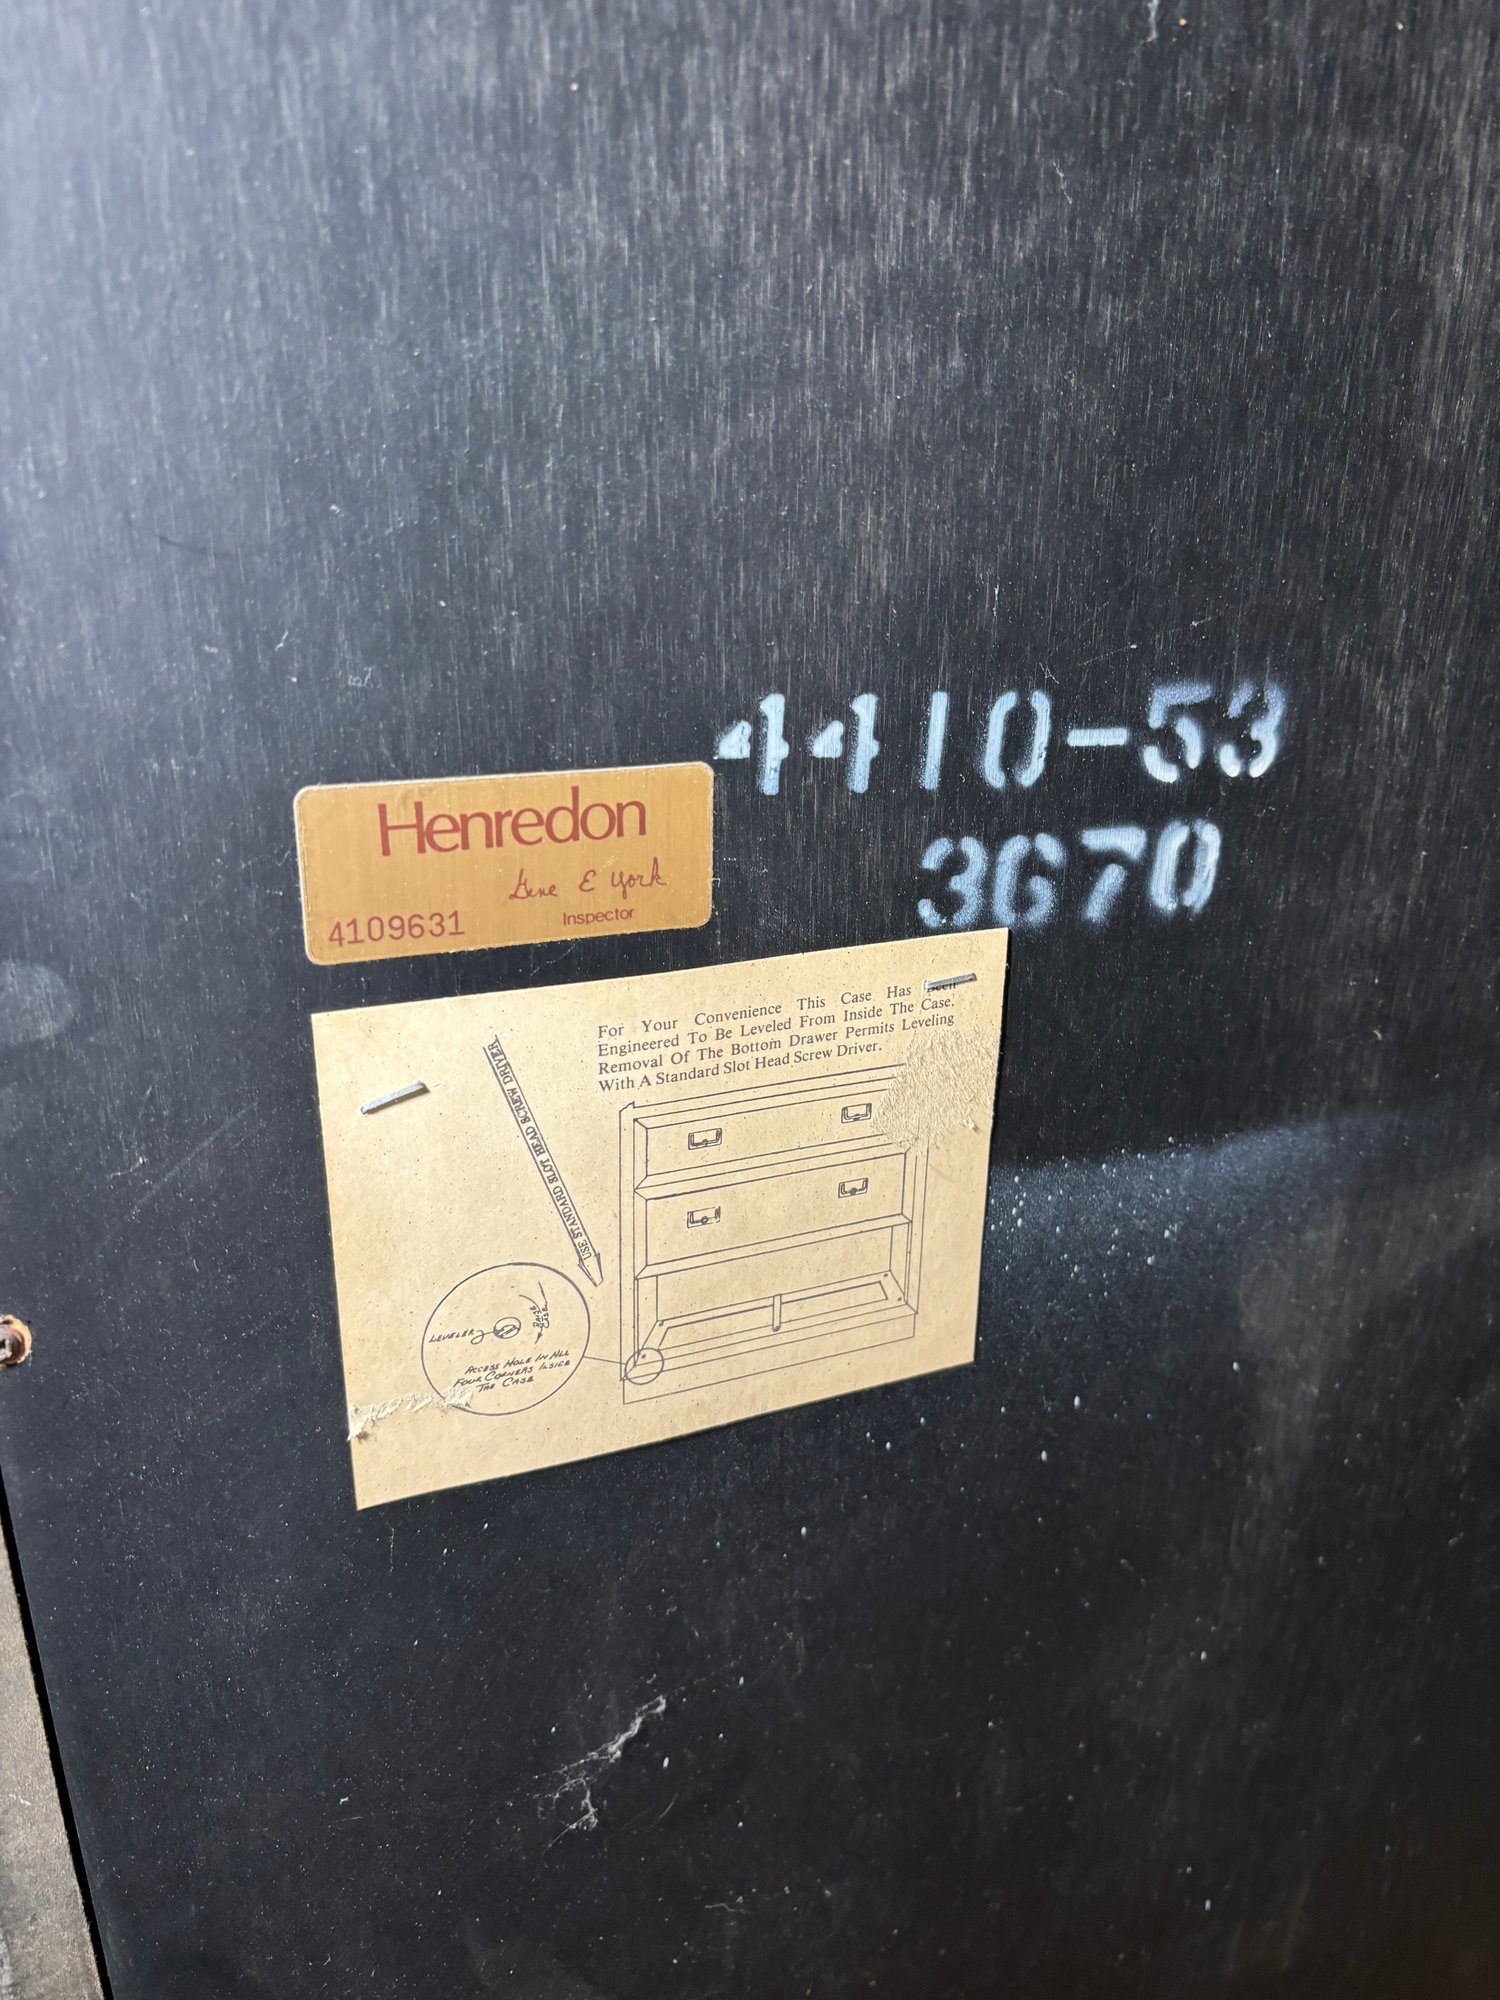 4410-53
3670
Henredon
Gene E York
4109631
Inspector
For Your Convenience This Case Has Been
Engineered To Be Leveled From Inside The Case.
Removal Of The Bottom Drawer Permits Leveling
With A Standard Slot Head Screw Driver.
USE STANDARD SLOT HEAD SCREW DRIVER
LEVELER
RAISE
CASE
ACCESS HOLE IN ALL
FOUR CORNERS INSIDE
THE CASE